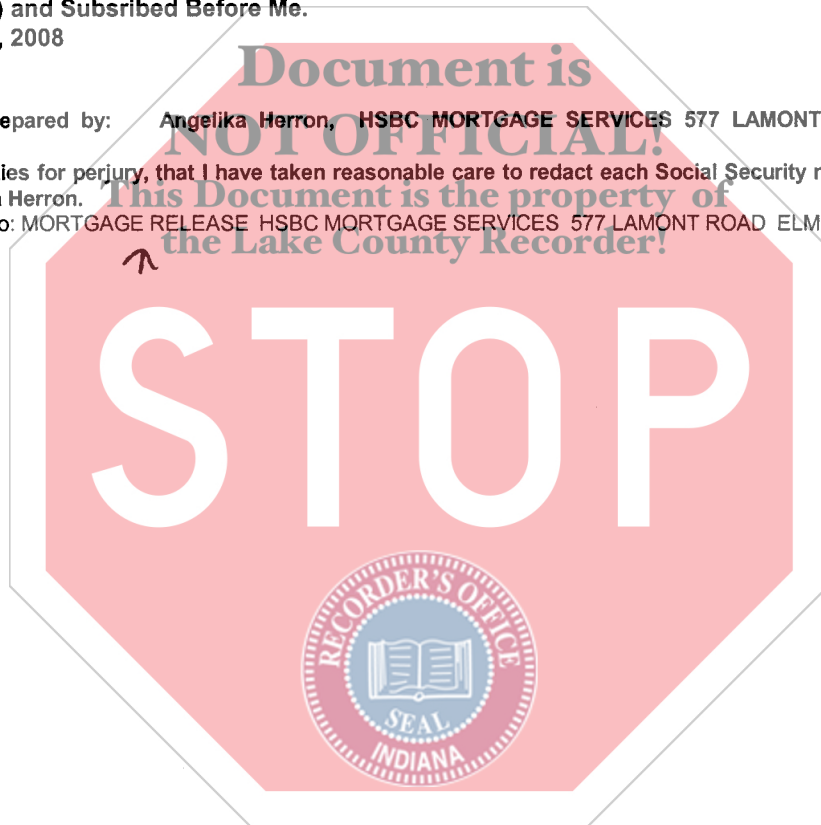 ) and Subsribed Before Me.
, 2008
Document is
epared by: Angelika Herron, HSBC MORTGAGE SERVICES 577 LAMONT
NOT OFFICIAL!
ies for perjury, that I have taken reasonable care to redact each Social Security
Herron.
This Document is the property of
o: MORTGAGE RELEASE HSBC MORTGAGE SERVICES 577 LAMONT ROAD ELM
the Lake County Recorder!
STOP
RECORDER'S OFFICE
SEAL
INDIANA